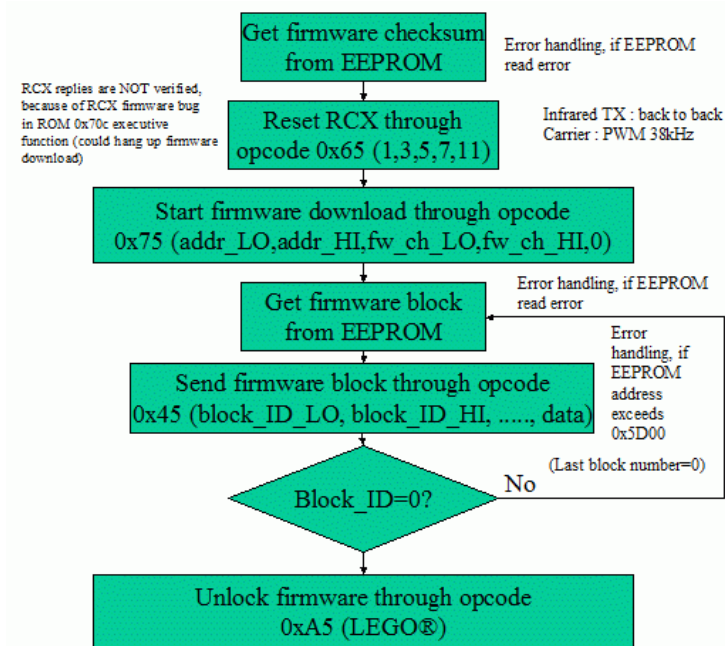 Get firmware checksum
from EEPROM
Error handling, if EEPROM
read error
RCX replies are NOT verified,
because of RCX firmware bug
in ROM 0x70c executive
function (could hang up firmware
download)
Reset RCX through
opcode 0x65 (1,3,5,7,11)
Infrared TX : back to back
Carrier : PWM 38kHz
Start firmware download through opcode
0x75 (addr_LO,addr_HI,fw_ch_LO,fw_ch_HI,0)
Error handling, if EEPROM
read error
Get firmware block
from EEPROM
Error
handling, if
EEPROM
address
exceeds
0x5D00
Send firmware block through opcode
0x45 (block_ID_LO, block_ID_HI, ....., data)
(Last block number=0)
No
Block_ID=0?
Unlock firmware through opcode
0xA5 (LEGO®)